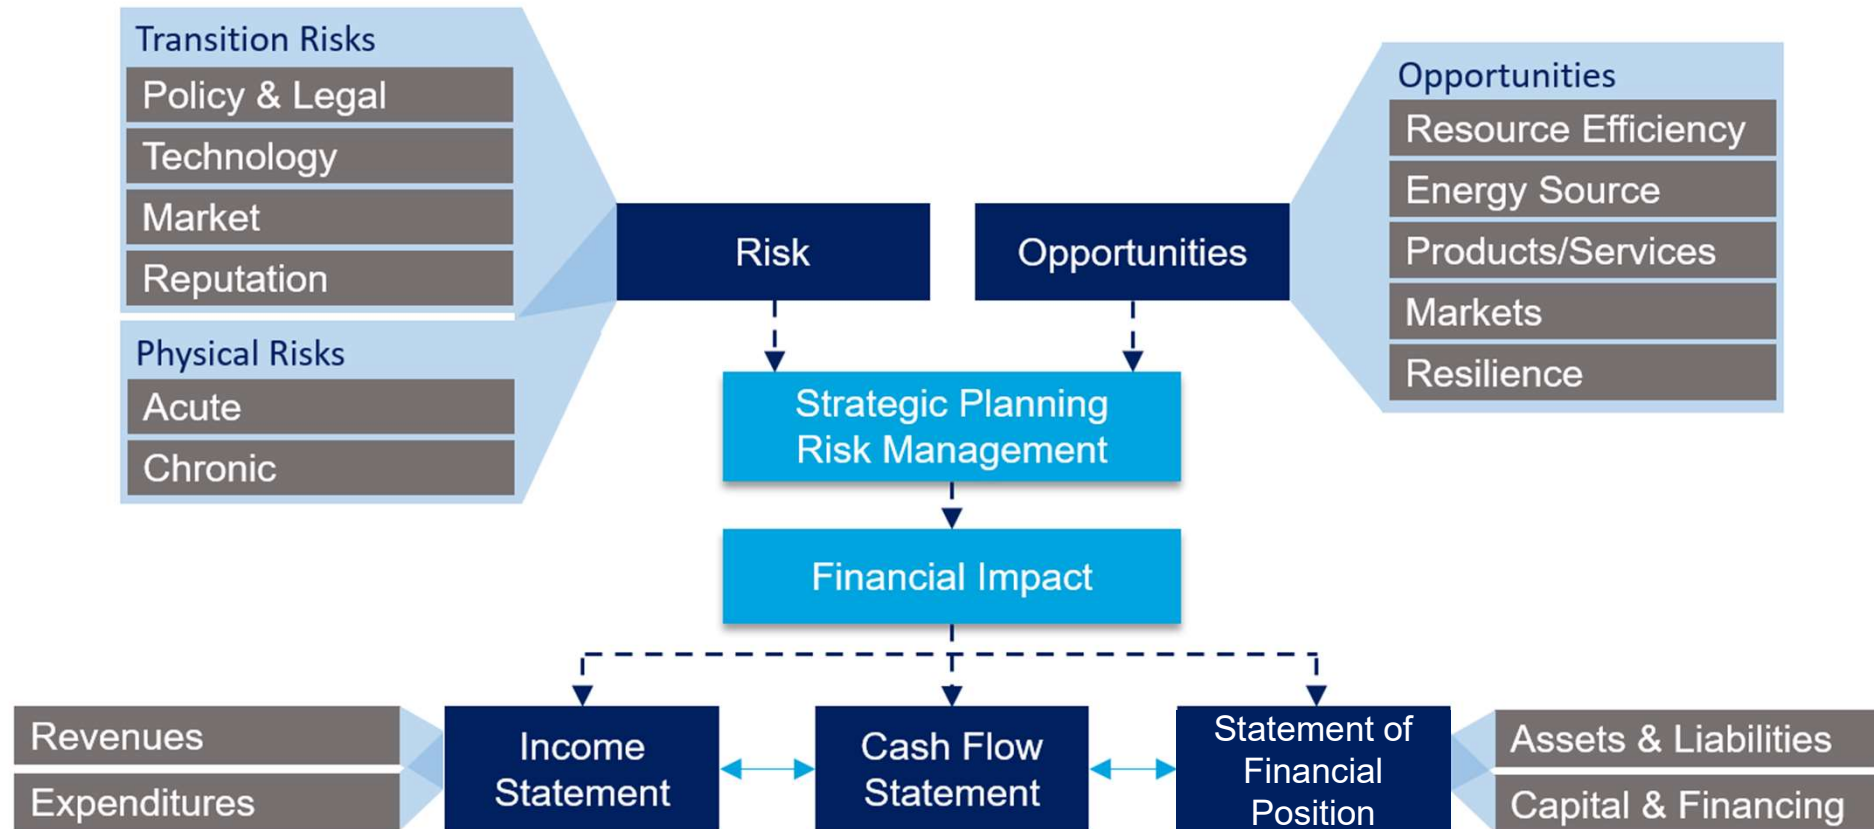 Transition Risks
Policy & Legal
Technology
Market
Reputation
Physical Risks
Acute
Chronic
Risk
Opportunities
Opportunities
Resource Efficiency
Energy Source
Products/Services
Markets
Resilience
Strategic Planning
Risk Management
Financial Impact
Revenues
Expenditures
Income
Statement
Cash Flow
Statement
Statement of
Financial
Position
Assets & Liabilities
Capital & Financing